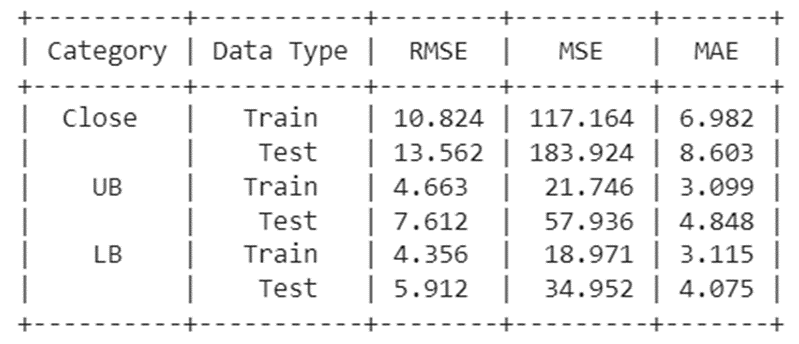 +----------+-----------+--------+---------+-------+
| Category | Data Type |  RMSE  |   MSE   |  MAE  |
+----------+-----------+--------+---------+-------+
|  Close   |   Train   | 10.824 | 117.164 | 6.982 |
|          |    Test   | 13.562 | 183.924 | 8.603 |
|    UB    |   Train   | 4.663  |  21.746 | 3.099 |
|          |    Test   | 7.612  |  57.936 | 4.848 |
|    LB    |   Train   | 4.356  |  18.971 | 3.115 |
|          |    Test   | 5.912  |  34.952 | 4.075 |
+----------+-----------+--------+---------+-------+